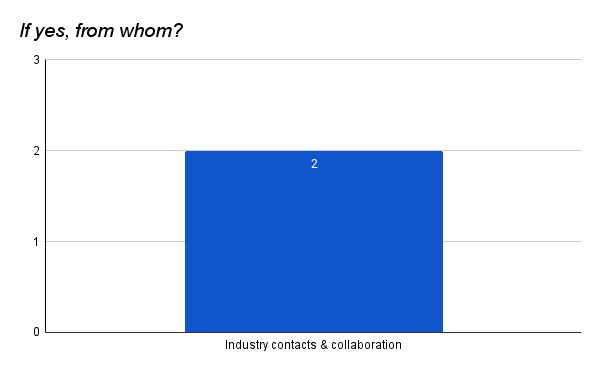 If yes, from whom?
3
2
2
1
0
Industry contacts & collaboration